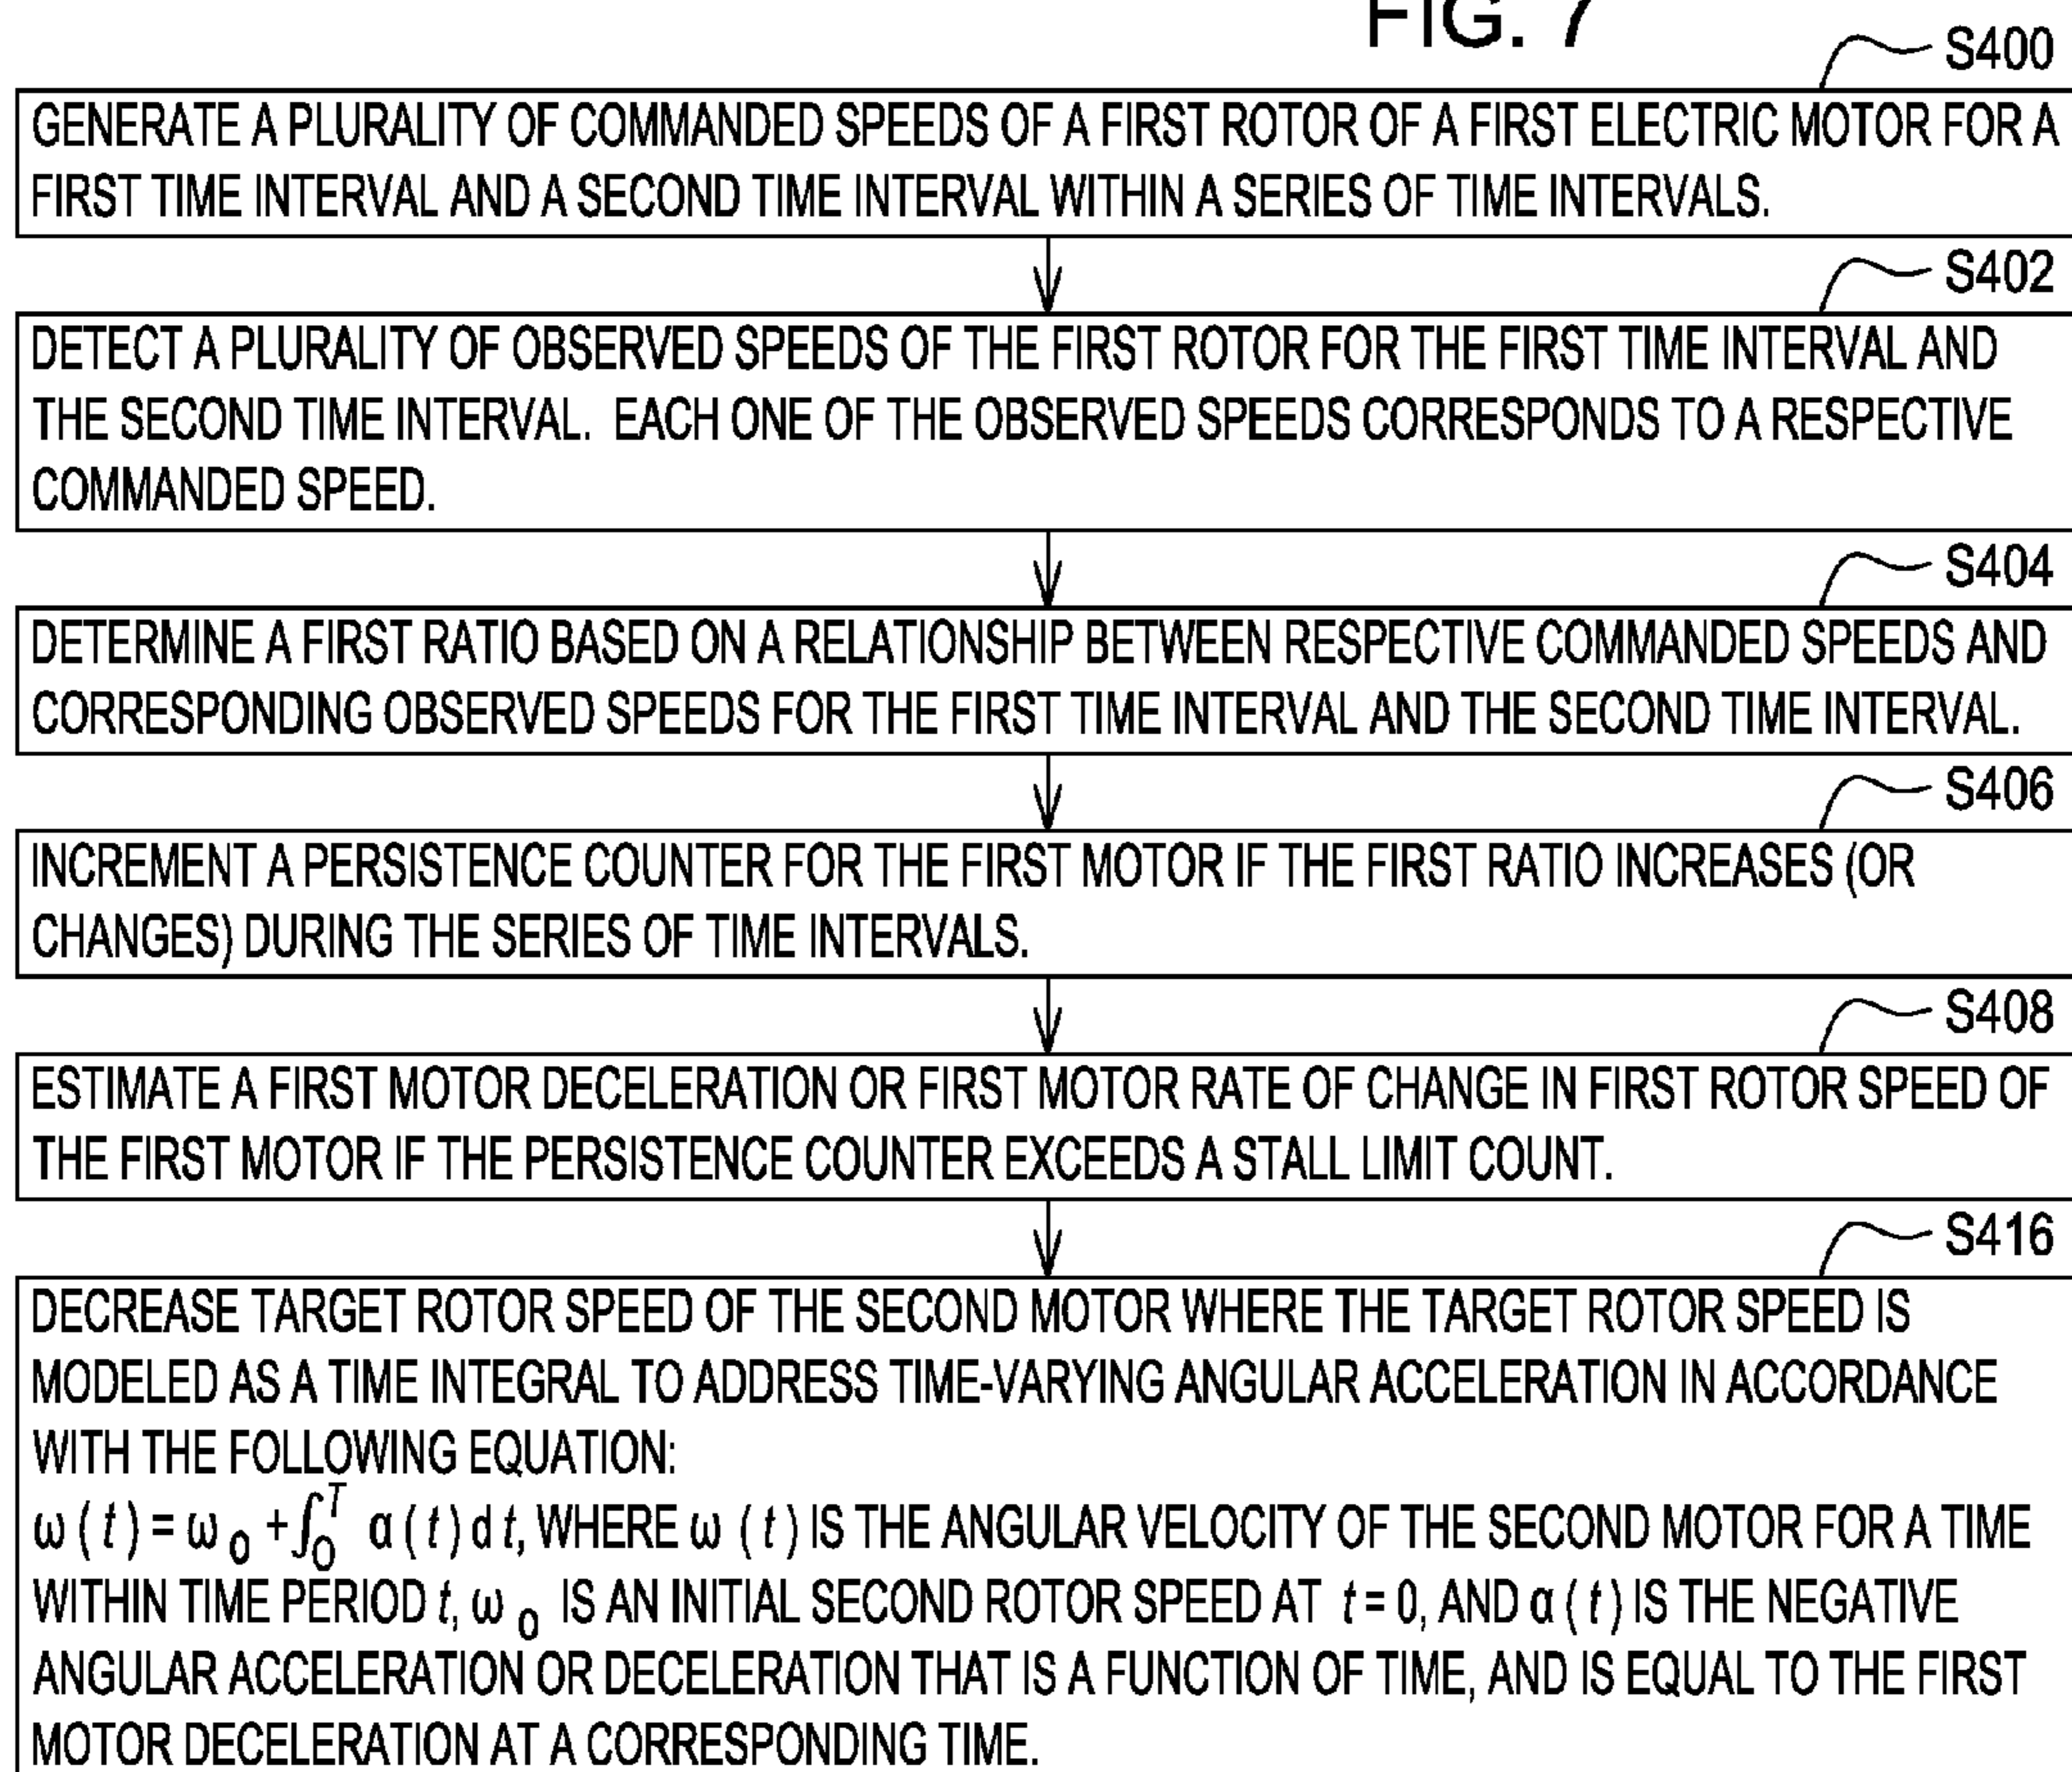 FIG. 7
S400
GENERATE A PLURALITY OF COMMANDED SPEEDS OF A FIRST ROTOR OF A FIRST ELECTRIC MOTOR FOR A
FIRST TIME INTERVAL AND A SECOND TIME INTERVAL WITHIN A SERIES OF TIME INTERVALS.
S402
DETECT A PLURALITY OF OBSERVED SPEEDS OF THE FIRST ROTOR FOR THE FIRST TIME INTERVAL AND
THE SECOND TIME INTERVAL. EACH ONE OF THE OBSERVED SPEEDS CORRESPONDS TO A RESPECTIVE
COMMANDED SPEED.
S404
DETERMINE A FIRST RATIO BASED ON A RELATIONSHIP BETWEEN RESPECTIVE COMMANDED SPEEDS AND
CORRESPONDING OBSERVED SPEEDS FOR THE FIRST TIME INTERVAL AND THE SECOND TIME INTERVAL.
S406
INCREMENT A PERSISTENCE COUNTER FOR THE FIRST MOTOR IF THE FIRST RATIO INCREASES (OR
CHANGES) DURING THE SERIES OF TIME INTERVALS.
S408
ESTIMATE A FIRST MOTOR DECELERATION OR FIRST MOTOR RATE OF CHANGE IN FIRST ROTOR SPEED OF
THE FIRST MOTOR IF THE PERSISTENCE COUNTER EXCEEDS A STALL LIMIT COUNT.
S416
DECREASE TARGET ROTOR SPEED OF THE SECOND MOTOR WHERE THE TARGET ROTOR SPEED IS
MODELED AS A TIME INTEGRAL TO ADDRESS TIME-VARYING ANGULAR ACCELERATION IN ACCORDANCE
WITH THE FOLLOWING EQUATION:
ω(t) = ω₀ + ∫₀ᵀ α(t) dt, WHERE ω (t) IS THE ANGULAR VELOCITY OF THE SECOND MOTOR FOR A TIME
WITHIN TIME PERIOD t, ω₀ IS AN INITIAL SECOND ROTOR SPEED AT t = 0, AND α(t) IS THE NEGATIVE
ANGULAR ACCELERATION OR DECELERATION THAT IS A FUNCTION OF TIME, AND IS EQUAL TO THE FIRST
MOTOR DECELERATION AT A CORRESPONDING TIME.